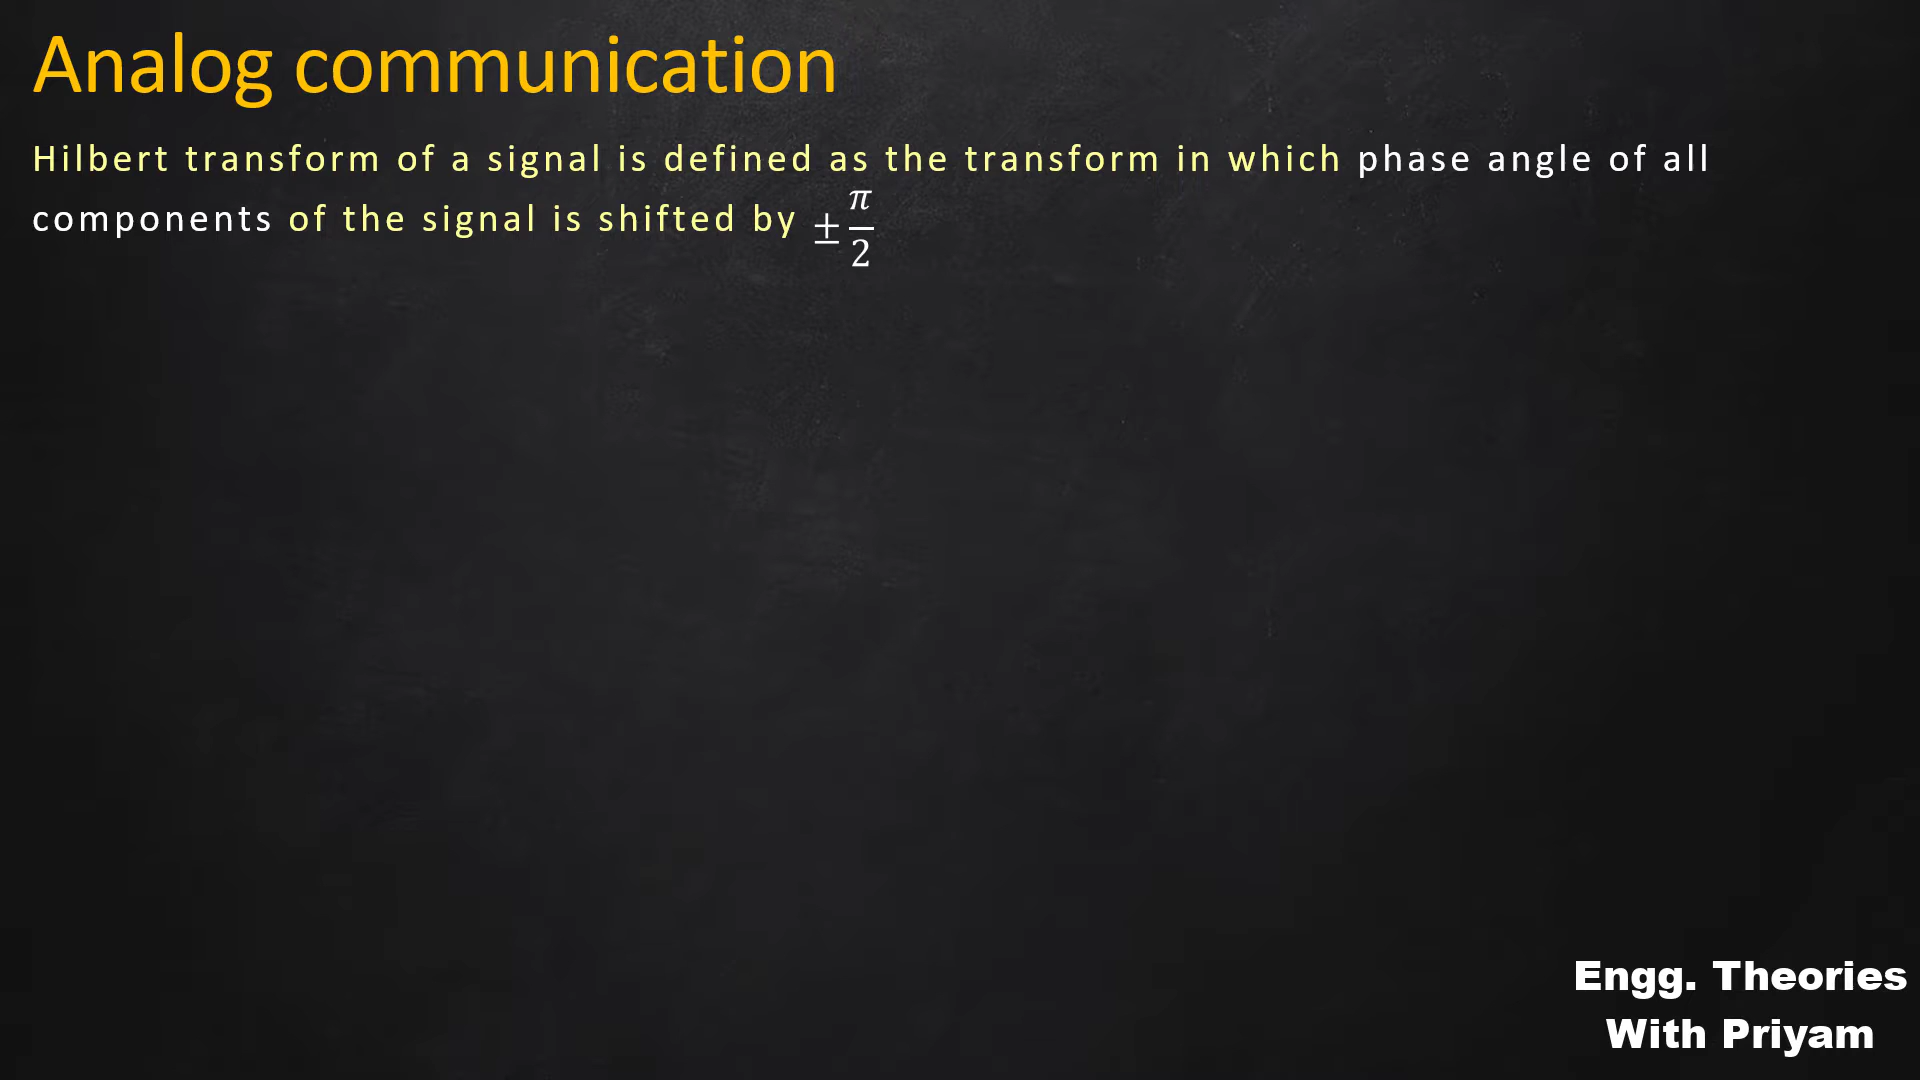 Analog communication
Hilbert transform of a signal is defined as the transform in which phase angle of all
components of the signal is shifted by ± π/2
Engg. Theories
With Priyam